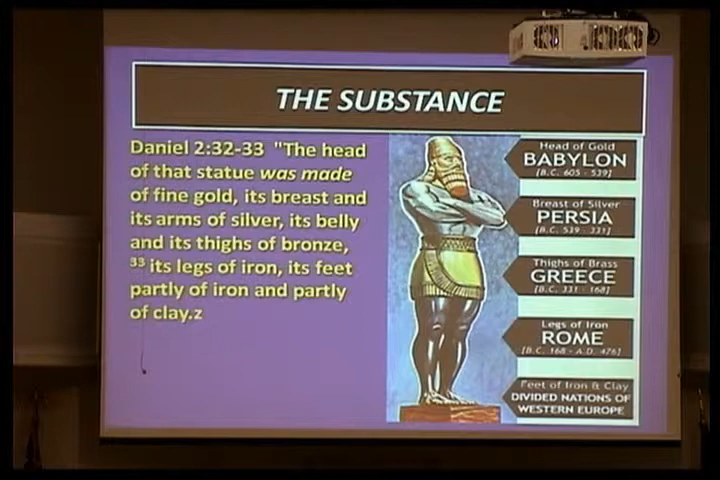 THE SUBSTANCE
Daniel 2:32-33 "The head
of that statue was made
of fine gold, its breast and
its arms of silver, its belly
and its thighs of bronze,
33 its legs of iron, its feet
partly of iron and partly
of clay.z
Head of Gold
BABYLON
[B.C. 605 - 539]
Breast of Silver
PERSIA
[B.C. 539 - 331]
Thighs of Brass
GREECE
[B.C. 331 - 168]
Legs of Iron
ROME
[B.C. 168 - A.D. 476]
Feet of Iron & Clay
DIVIDED NATIONS OF
WESTERN EUROPE